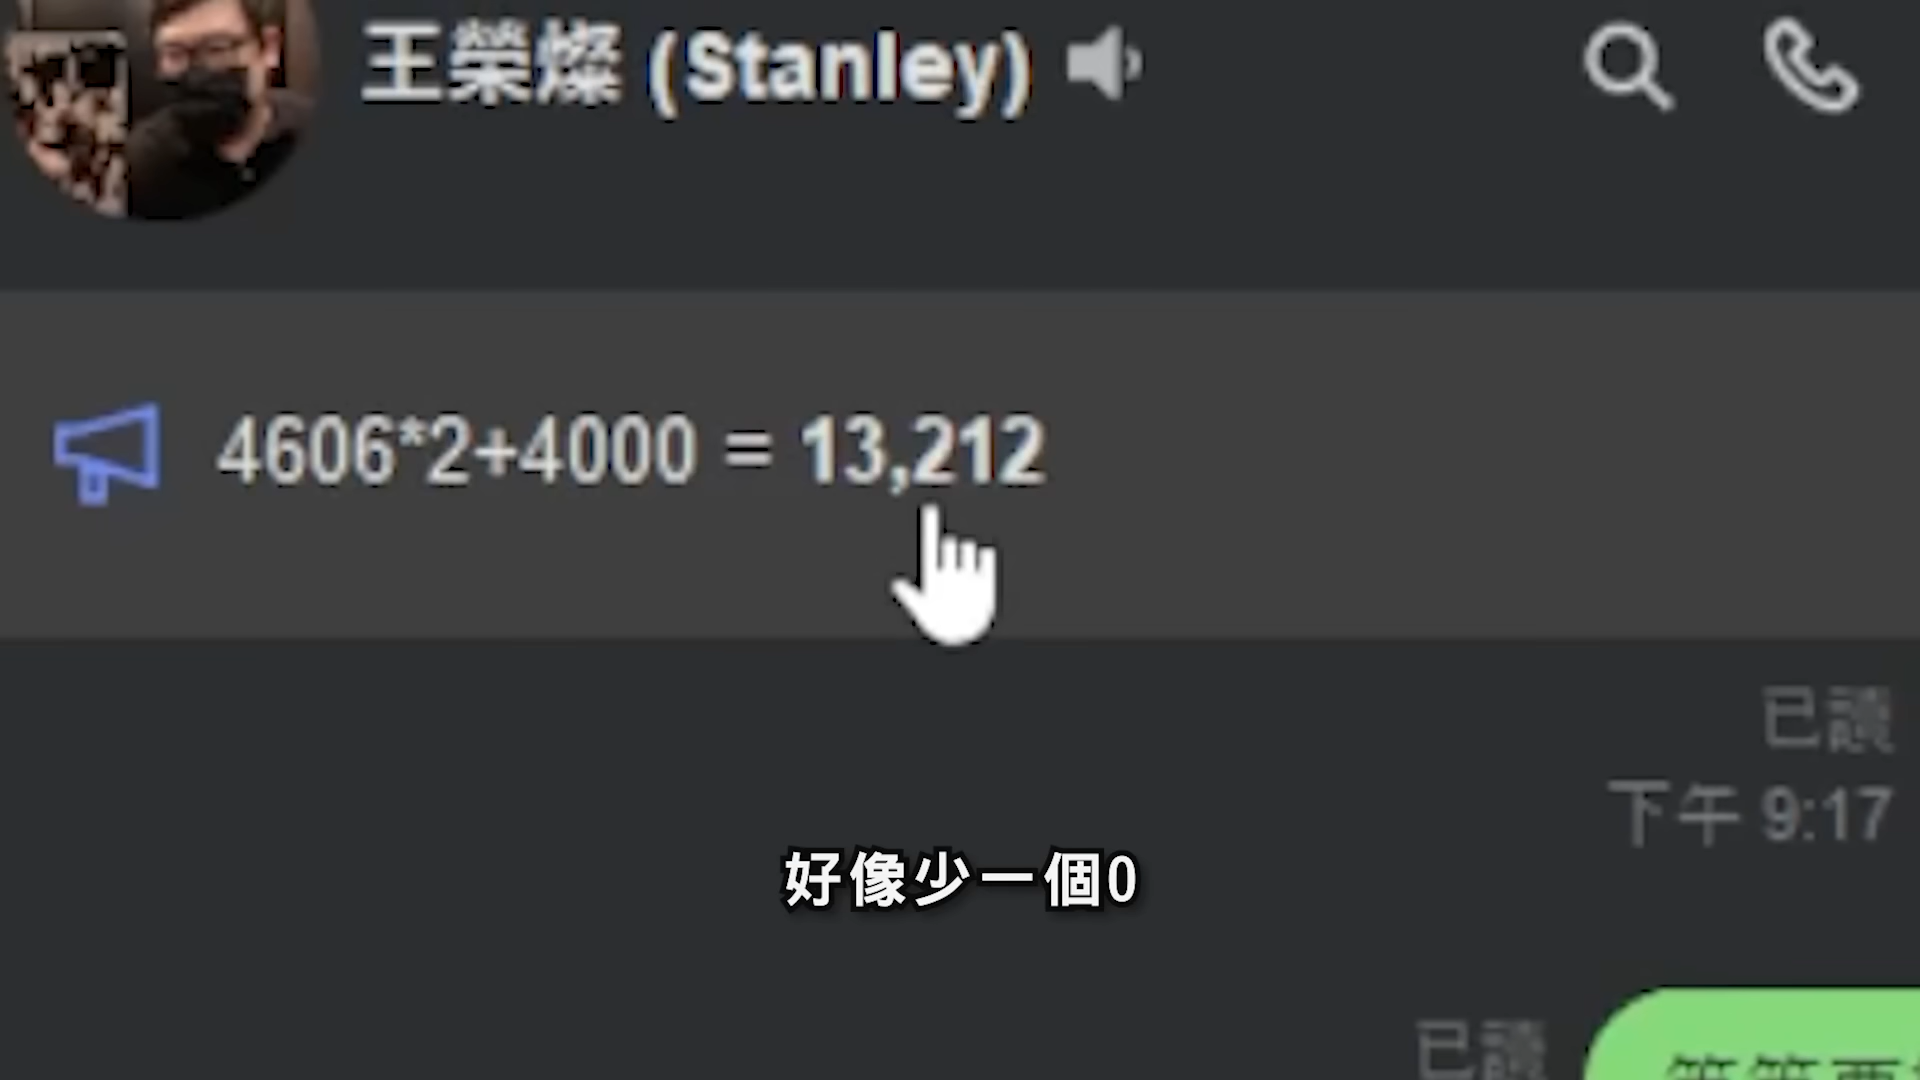 王榮燦 (Stanley)
4606*2+4000 = 13,212
已讀
下午 9:17
好像少一個0
已讀